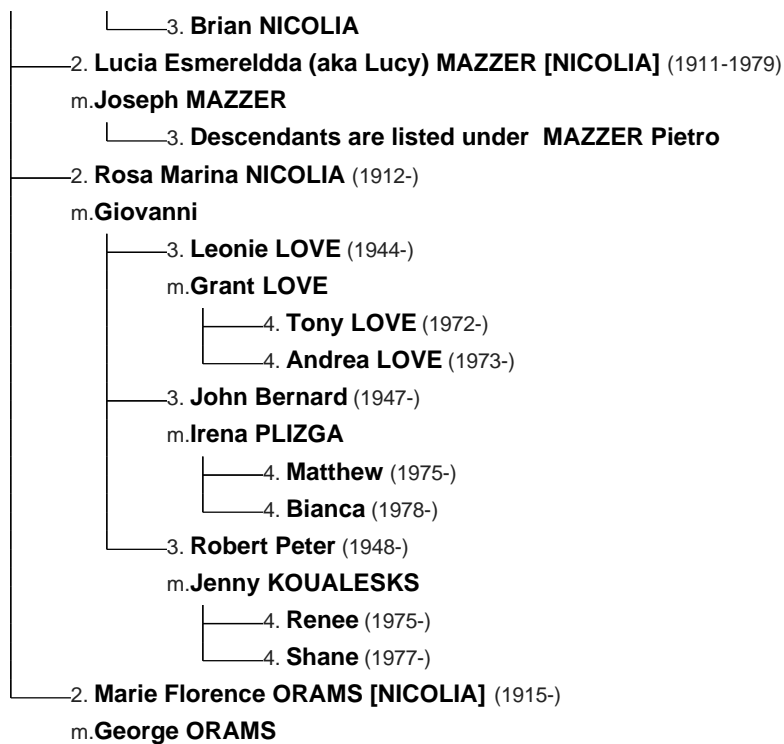 3. Brian NICOLIA
2. Lucia Esmereldda (aka Lucy) MAZZER [NICOLIA] (1911-1979)
m.Joseph MAZZER
3. Descendants are listed under MAZZER Pietro
2. Rosa Marina NICOLIA (1912-)
m.Giovanni
3. Leonie LOVE (1944-)
m.Grant LOVE
4. Tony LOVE (1972-)
4. Andrea LOVE (1973-)
3. John Bernard (1947-)
m.Irena PLIZGA
4. Matthew (1975-)
4. Bianca (1978-)
3. Robert Peter (1948-)
m.Jenny KOUALESKS
4. Renee (1975-)
4. Shane (1977-)
2. Marie Florence ORAMS [NICOLIA] (1915-)
m.George ORAMS